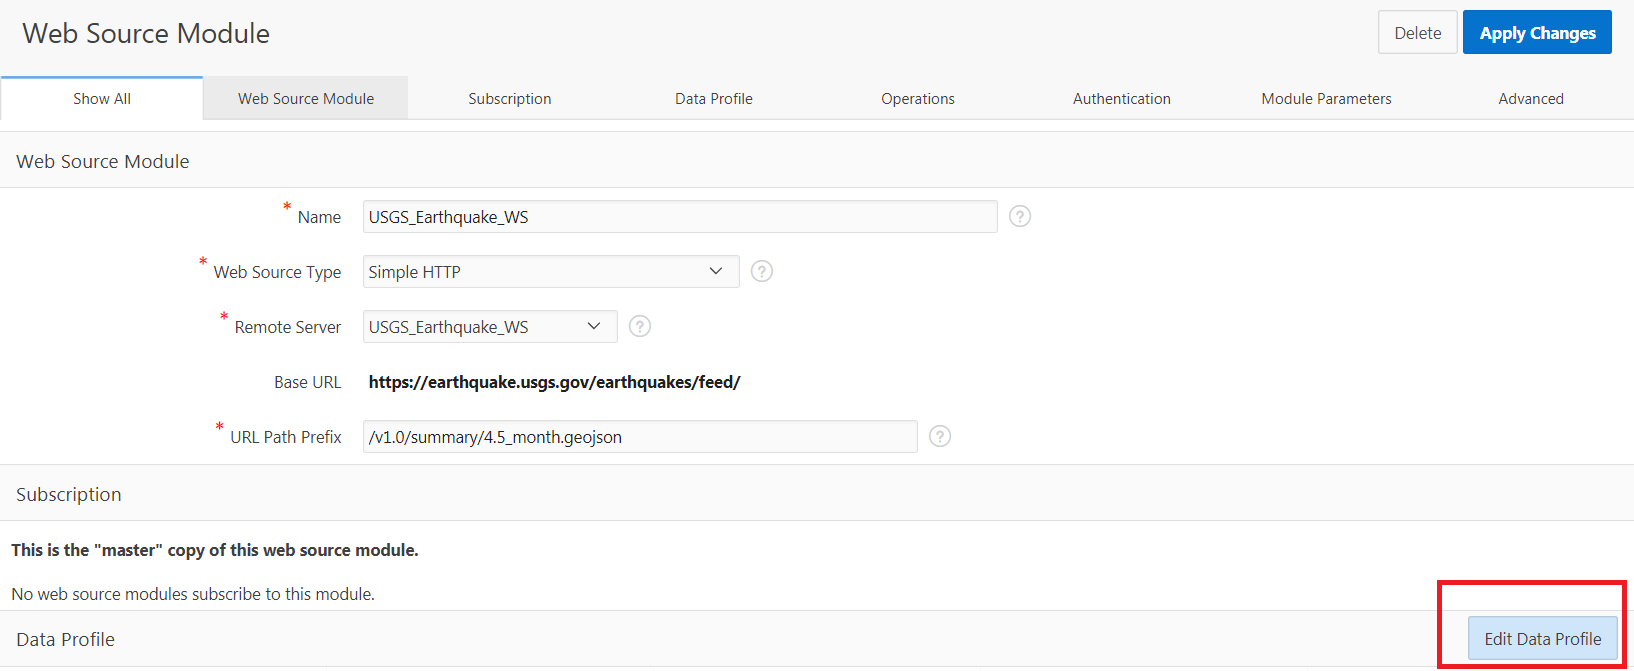 Web Source Module
Delete
Apply Changes
Show All
Web Source Module
Subscription
Data Profile
Operations
Authentication
Module Parameters
Advanced
Web Source Module
* Name USGS_Earthquake_WS ?
* Web Source Type Simple HTTP ?
* Remote Server USGS_Earthquake_WS ?
Base URL https://earthquake.usgs.gov/earthquakes/feed/
* URL Path Prefix /v1.0/summary/4.5_month.geojson ?
Subscription
This is the "master" copy of this web source module.
No web source modules subscribe to this module.
Data Profile
Edit Data Profile